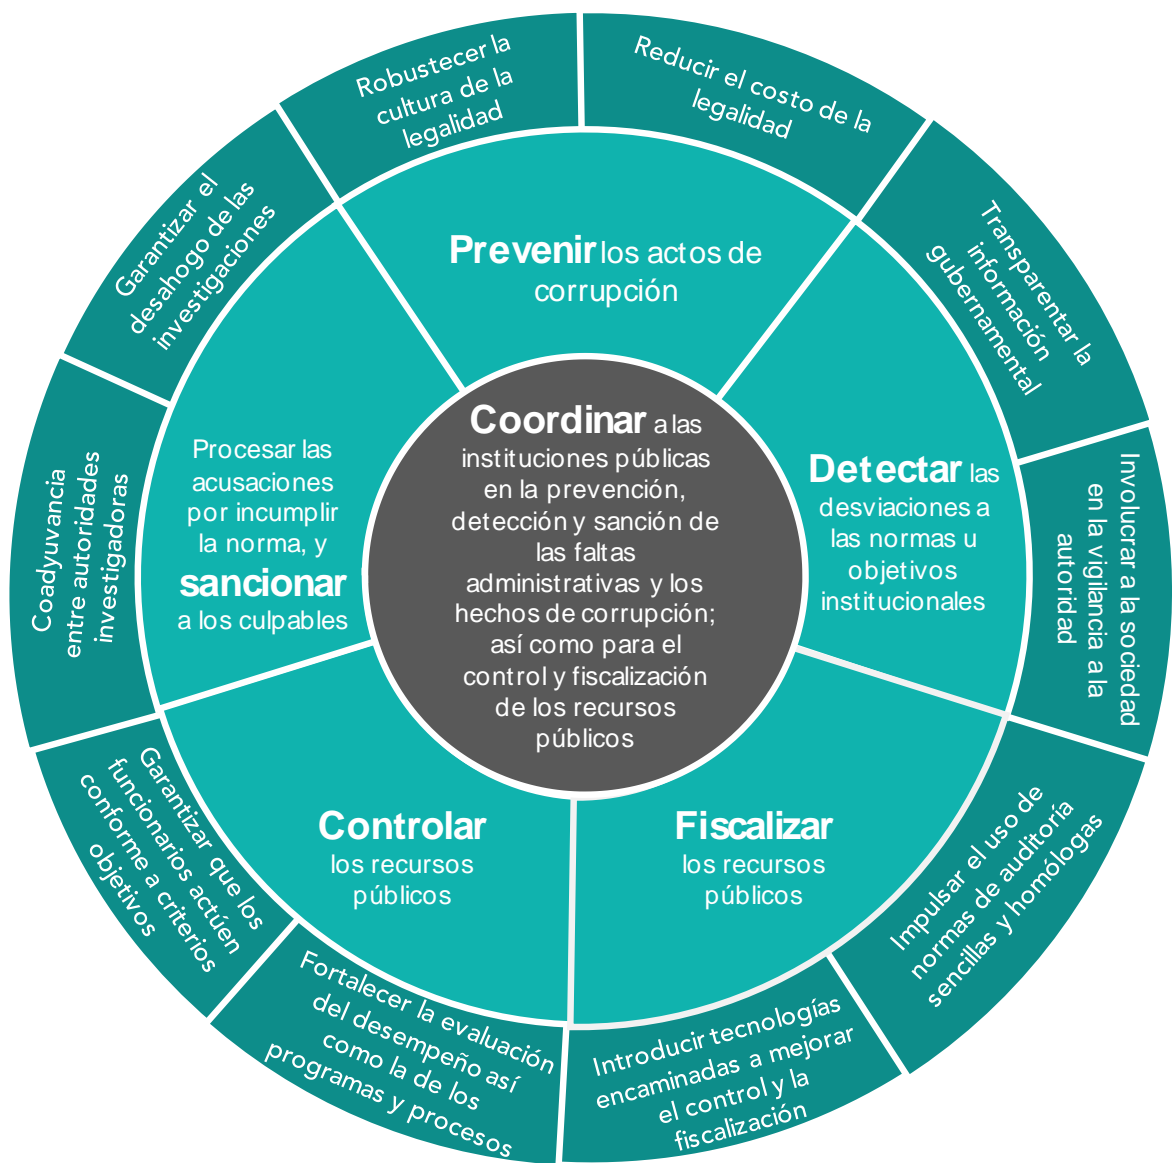 Coordinar a las
instituciones públicas
en la prevención,
detección y sanción de
las faltas
administrativas y los
hechos de corrupción;
así como para el
control y fiscalización
de los recursos
públicos
Prevenir los actos de
corrupción
Detectar las
desviaciones a
las normas u
objetivos
institucionales
Fiscalizar
los recursos
públicos
Controlar
los recursos
públicos
Procesar las
acusaciones
por incumplir
la norma, y
sancionar
a los culpables
Robustecer la
cultura de la
legalidad
Reducir el costo de la
legalidad
Transparentar la
información
gubernamental
Involucrar a la sociedad
en la vigilancia a la
autoridad
Impulsar el uso de
normas de auditoría
sencillas y homólogas
Introducir tecnologías
encaminadas a mejorar
el control y la
fiscalización
Fortalecer la evaluación
del desempeño así
como la de los
programas y procesos
Garantizar que los
funcionarios actúen
conforme a criterios
objetivos
Coadyuvancia
entre autoridades
investigadoras
Garantizar el
desahogo de las
investigaciones